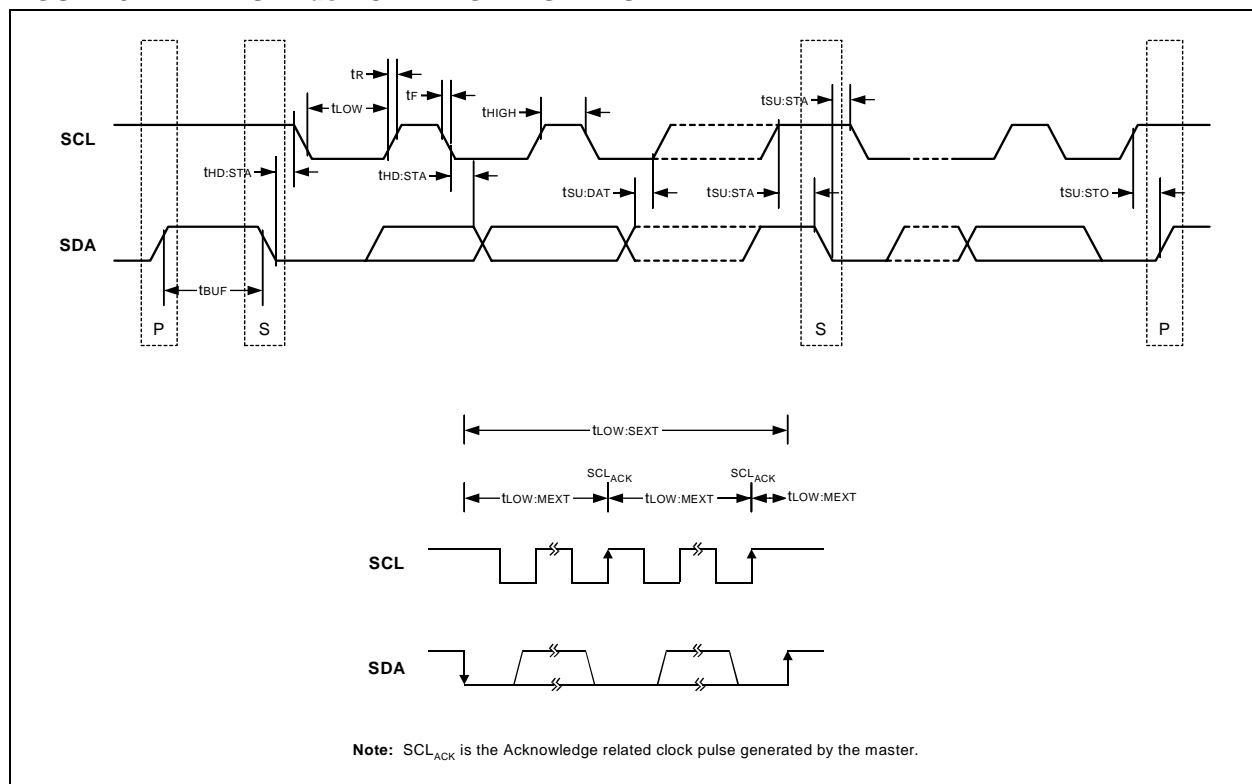 tR
tF
tLOW
tHIGH
tSU:STA
SCL
tHD:STA
tHD:STA
tSU:DAT
tSU:STA
tSU:STO
SDA
tBUF
P
S
S
P
tLOW:SEXT
SCLACK
SCLACK
tLOW:MEXT
tLOW:MEXT
tLOW:MEXT
SCL
SDA
Note: SCLACK is the Acknowledge related clock pulse generated by the master.